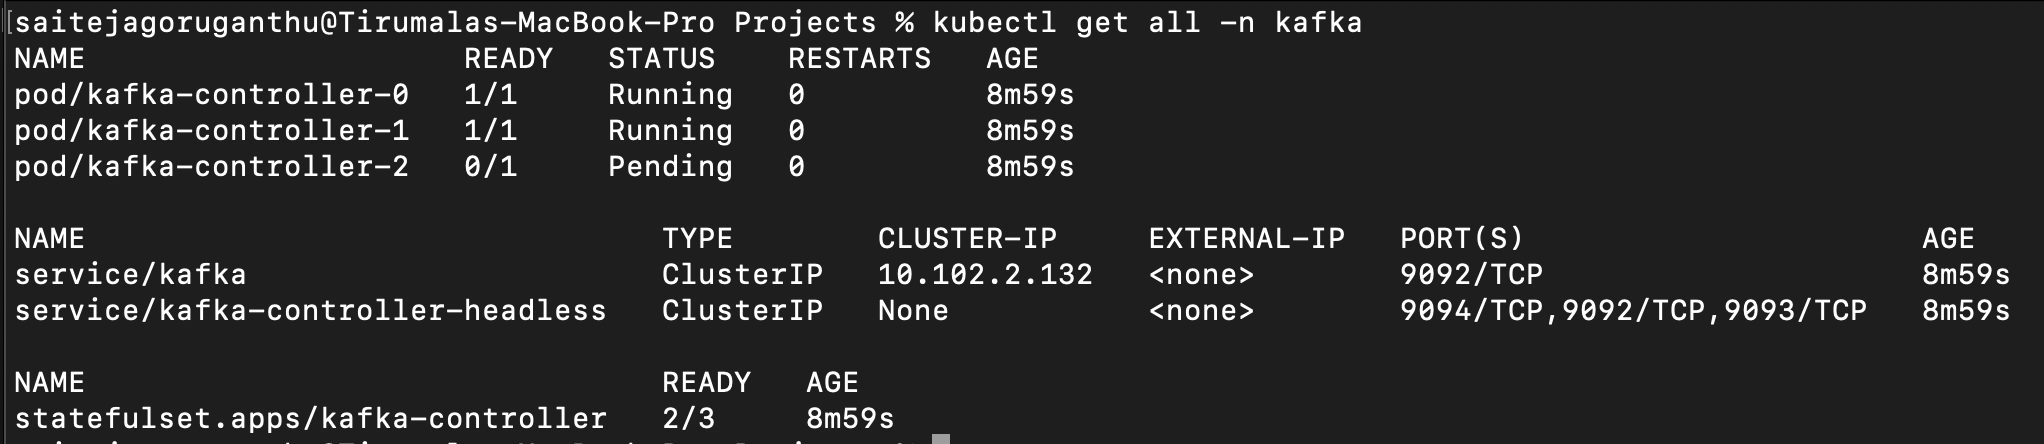 [saitejagoruganthu@Tirumalas-MacBook-Pro Projects % kubectl get all -n kafka
NAME READY STATUS RESTARTS AGE
pod/kafka-controller-0 1/1 Running 0 8m59s
pod/kafka-controller-1 1/1 Running 0 8m59s
pod/kafka-controller-2 0/1 Pending 0 8m59s
NAME TYPE CLUSTER-IP EXTERNAL-IP PORT(S) AGE
service/kafka ClusterIP 10.102.2.132 <none> 9092/TCP 8m59s
service/kafka-controller-headless ClusterIP None <none> 9094/TCP,9092/TCP,9093/TCP 8m59s
NAME READY AGE
statefulset.apps/kafka-controller 2/3 8m59s